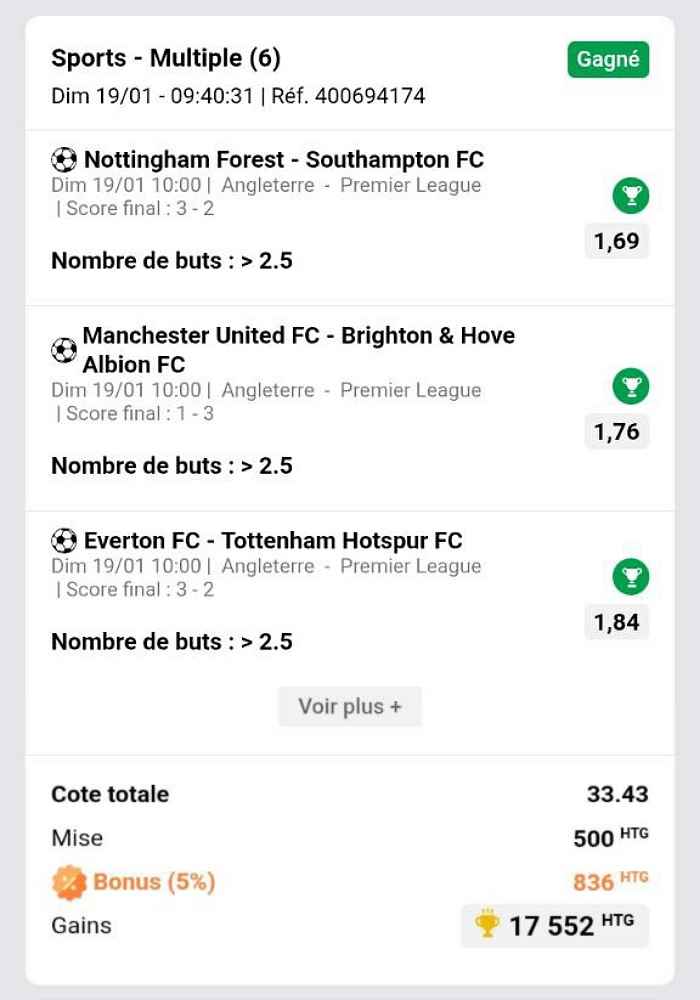 Sports - Multiple (6)
Gagné
Dim 19/01 - 09:40:31 | Réf. 400694174
Nottingham Forest - Southampton FC
Dim 19/01 10:00 | Angleterre - Premier League
| Score final : 3 - 2
1,69
Nombre de buts : > 2.5
Manchester United FC - Brighton & Hove
Albion FC
Dim 19/01 10:00 | Angleterre - Premier League
| Score final : 1 - 3
1,76
Nombre de buts : > 2.5
Everton FC - Tottenham Hotspur FC
Dim 19/01 10:00 | Angleterre - Premier League
| Score final : 3 - 2
1,84
Nombre de buts : > 2.5
Voir plus +
Cote totale 33.43
Mise 500 HTG
Bonus (5%) 836 HTG
Gains 17 552 HTG